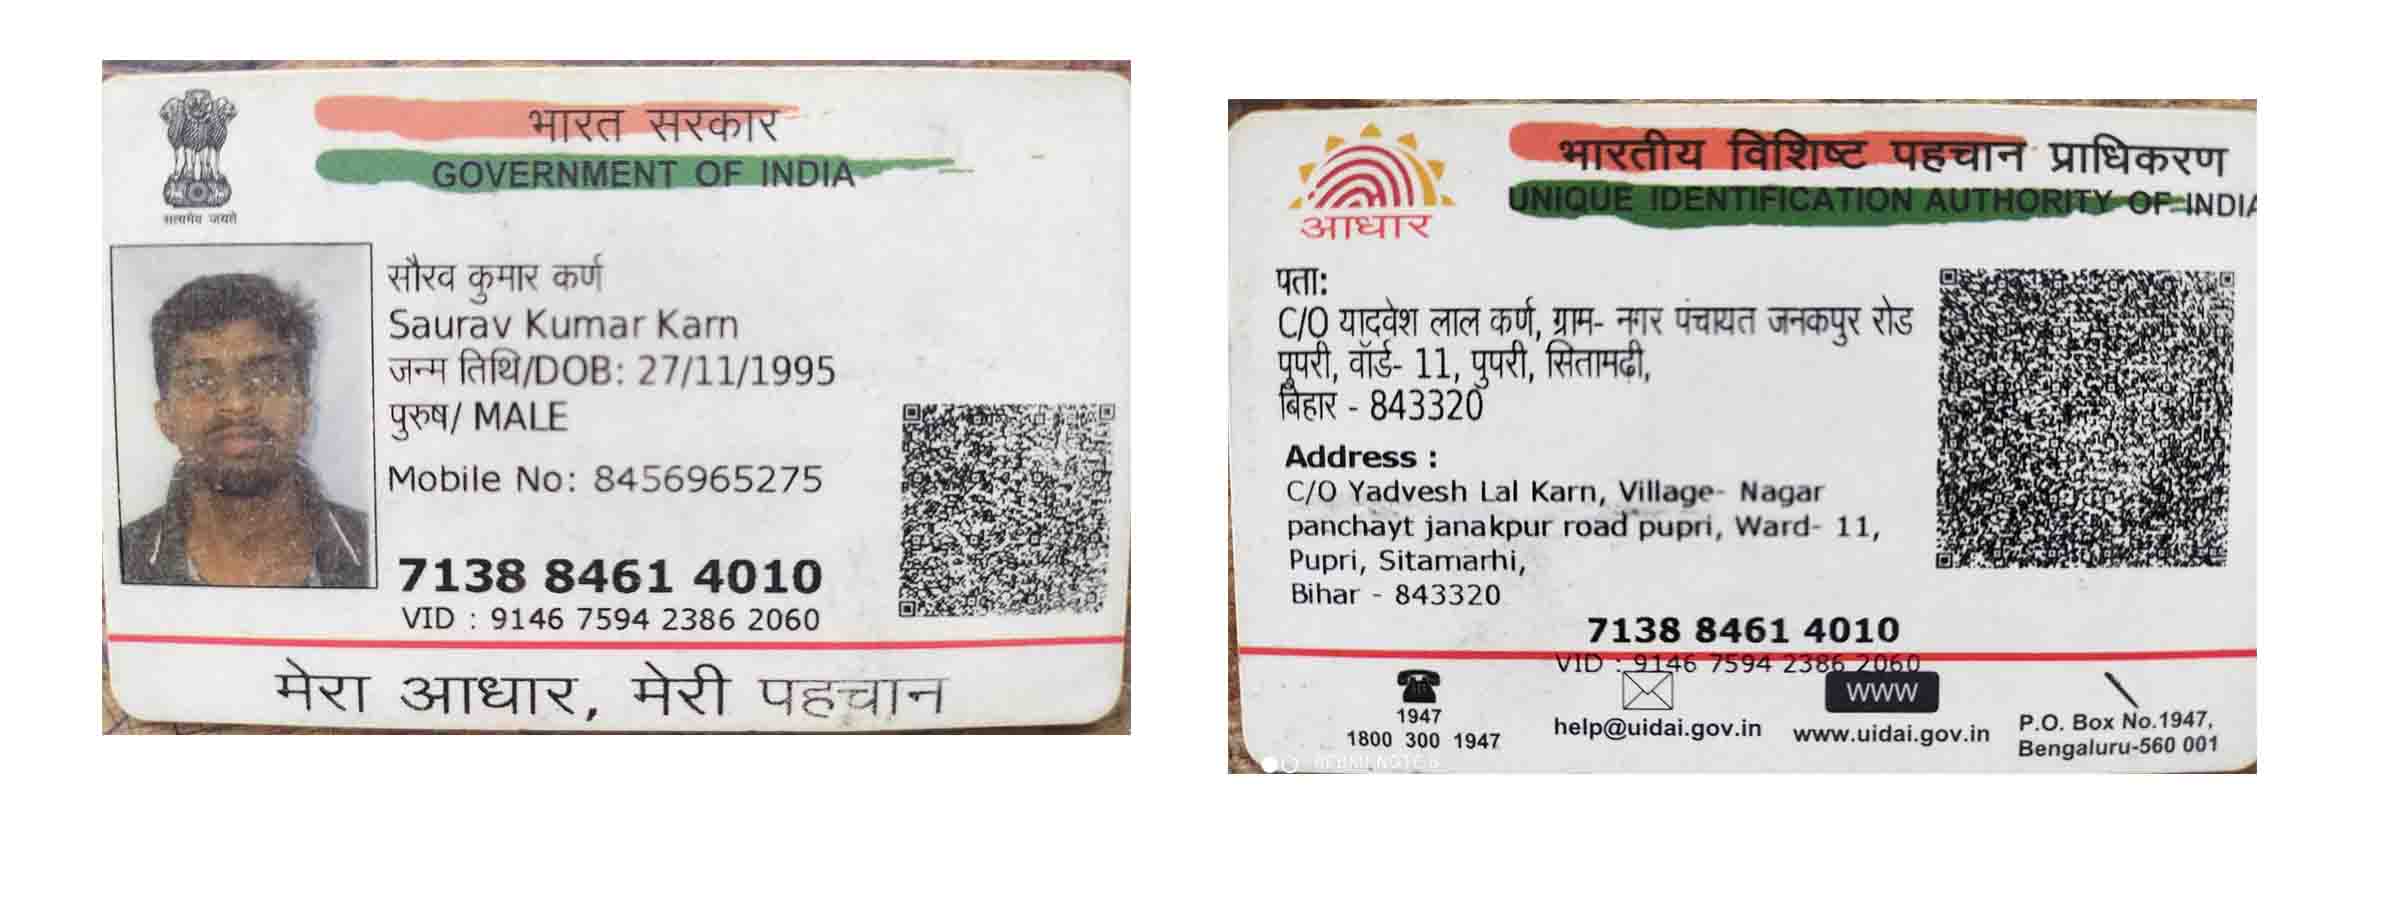 सत्यमेव जयते
भारत सरकार
GOVERNMENT OF INDIA
सौरव कुमार कर्ण
Saurav Kumar Karn
जन्म तिथि/DOB: 27/11/1995
पुरुष/ MALE
Mobile No: 8456965275
7138 8461 4010
VID : 9146 7594 2386 2060
मेरा आधार, मेरी पहचान
आधार
भारतीय विशिष्ट पहचान प्राधिकरण
UNIQUE IDENTIFICATION AUTHORITY OF INDIA
पता:
C/O यादवेश लाल कर्ण, ग्राम- नगर पंचायत जनकपुर रोड
पुपरी, वॉर्ड- 11, पुपरी, सितामढ़ी,
बिहार - 843320
Address :
C/O Yadvesh Lal Karn, Village- Nagar
panchayt janakpur road pupri, Ward- 11,
Pupri, Sitamarhi,
Bihar - 843320
7138 8461 4010
VID : 9146 7594 2386 2060
1947
1800 300 1947
help@uidai.gov.in
WWW
www.uidai.gov.in
P.O. Box No.1947,
Bengaluru-560 001